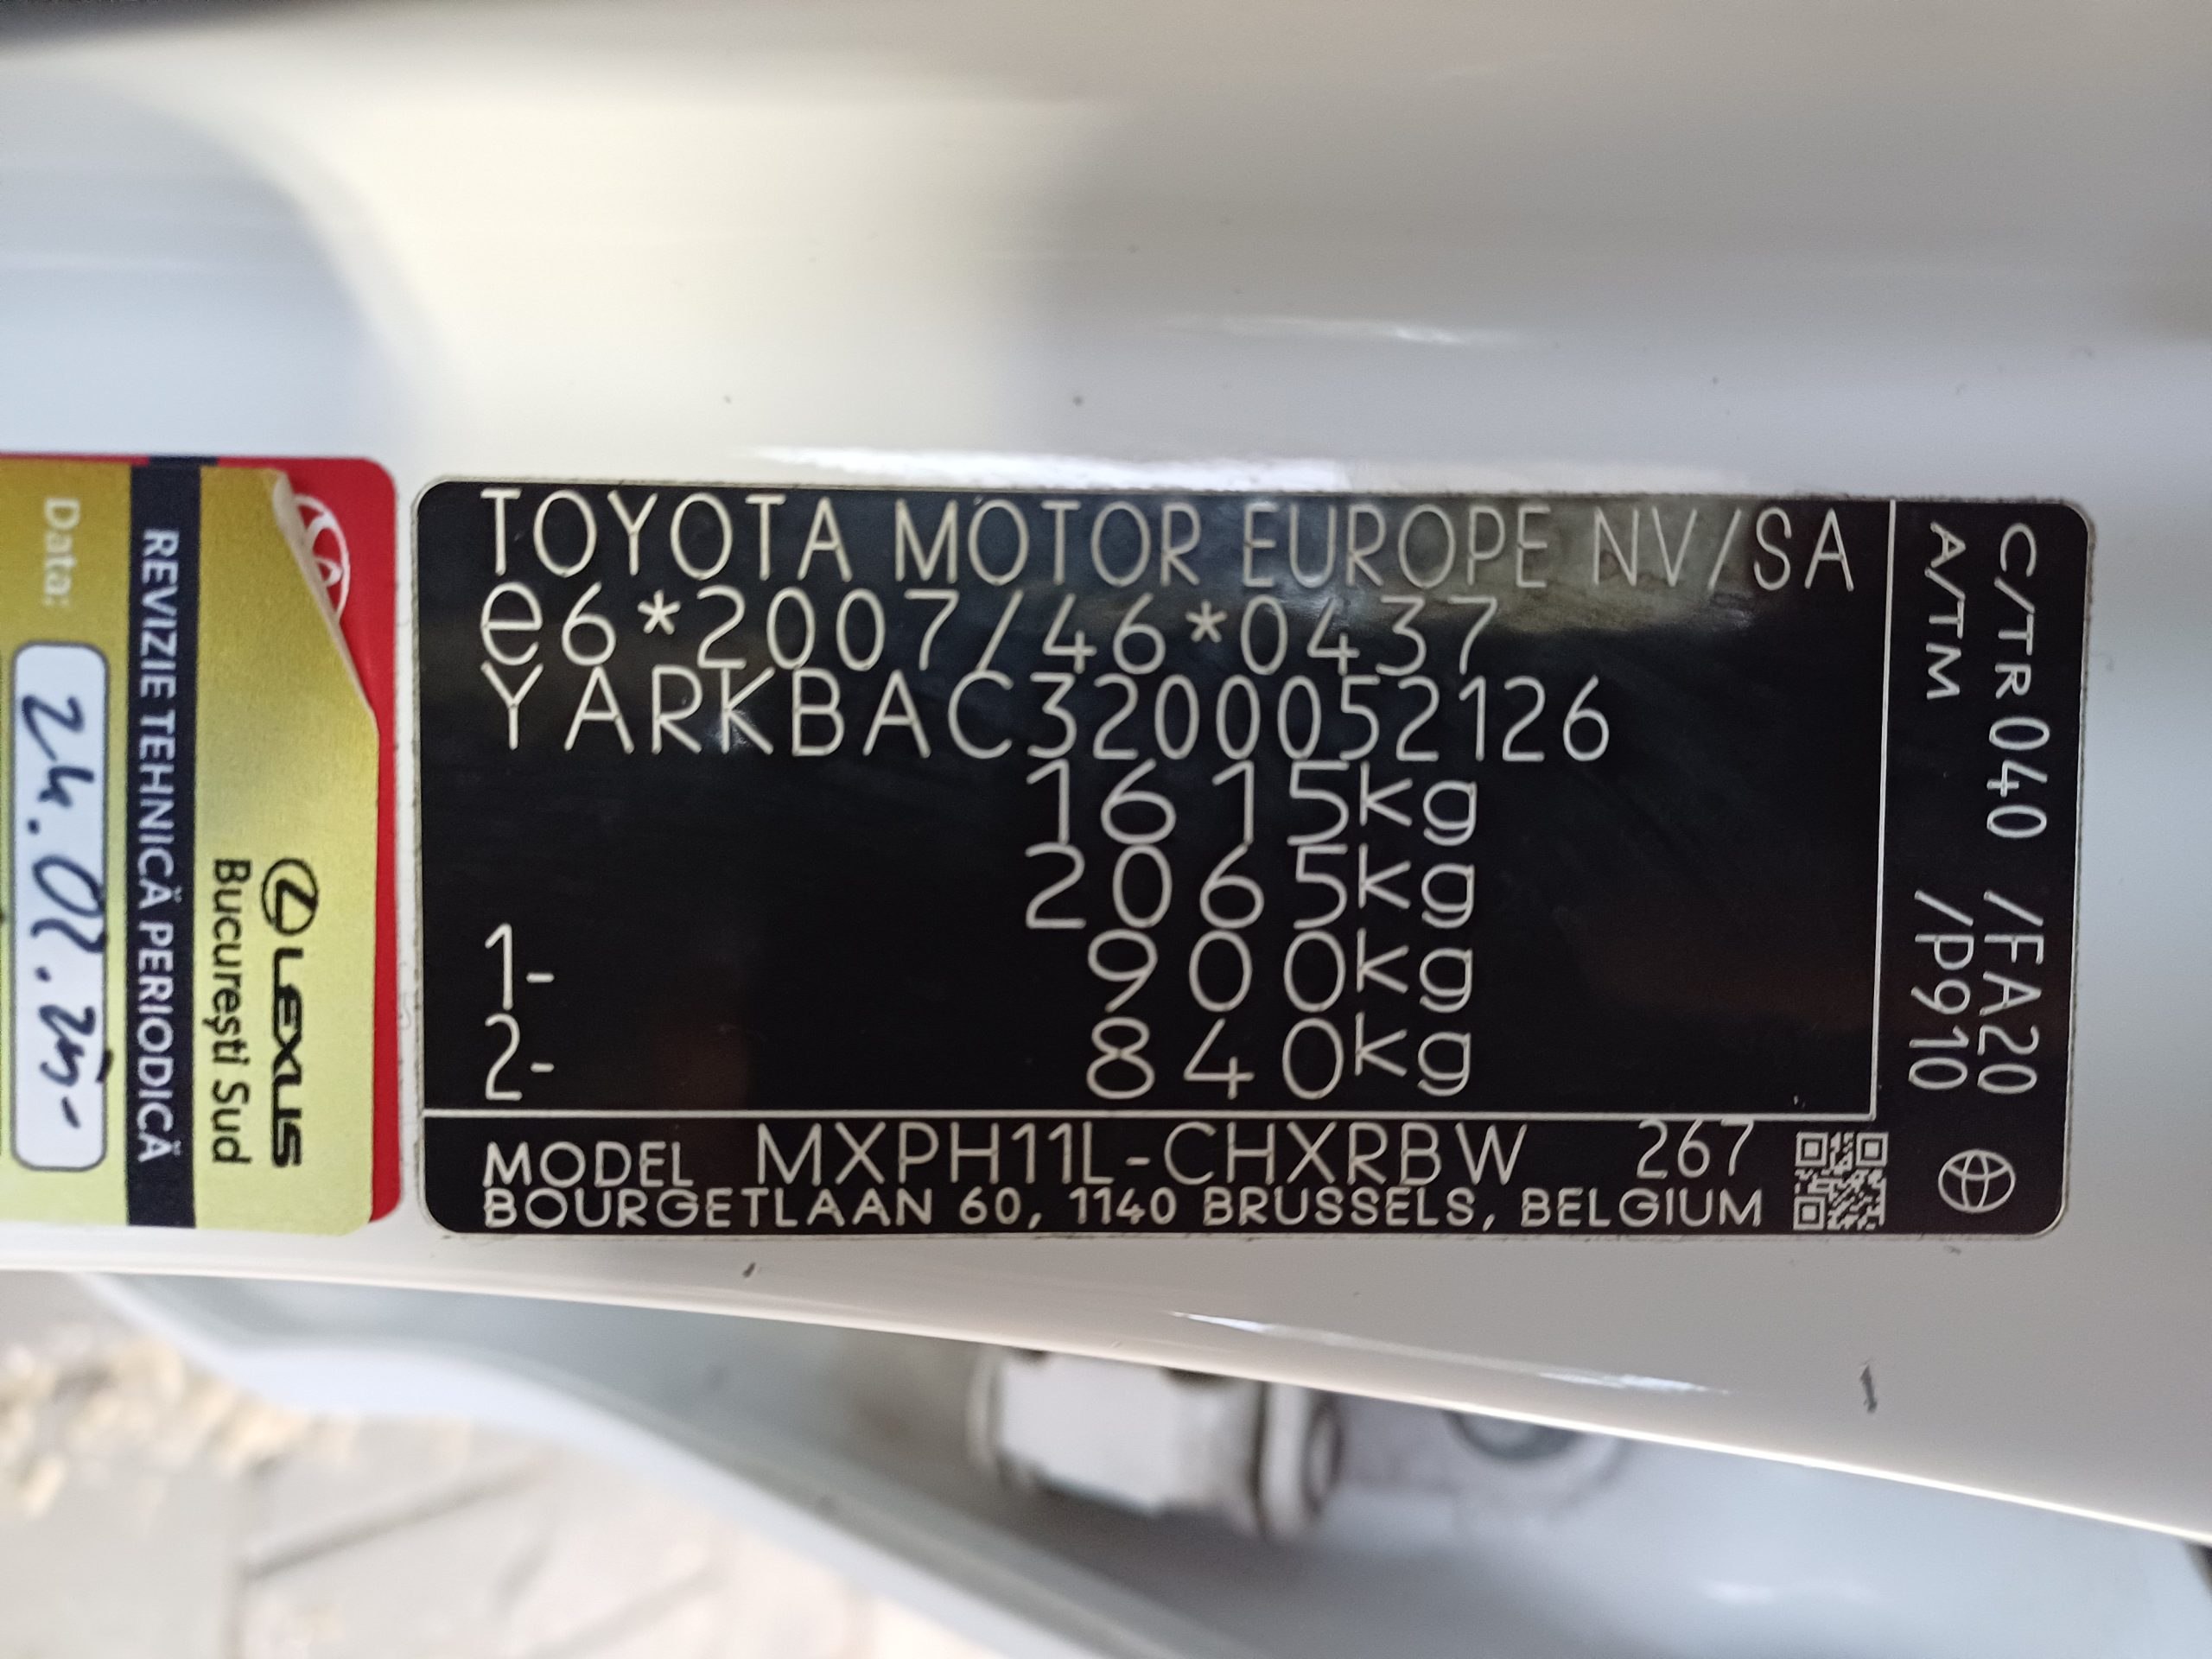 TOYOTA MOTOR EUROPE NV/SA
e6*2007/46*0437
YARKBAC3200052126
1615kg
2065kg
1- 900kg
2- 840kg
MODEL MXPH11L-CHXRBW 267
BOURGETLAAN 60, 1140 BRUSSELS, BELGIUM
C/TR 040 /FA20
A/TM /P910
LEXUS
București Sud
REVIZIE TEHNICĂ PERIODICĂ
Data: